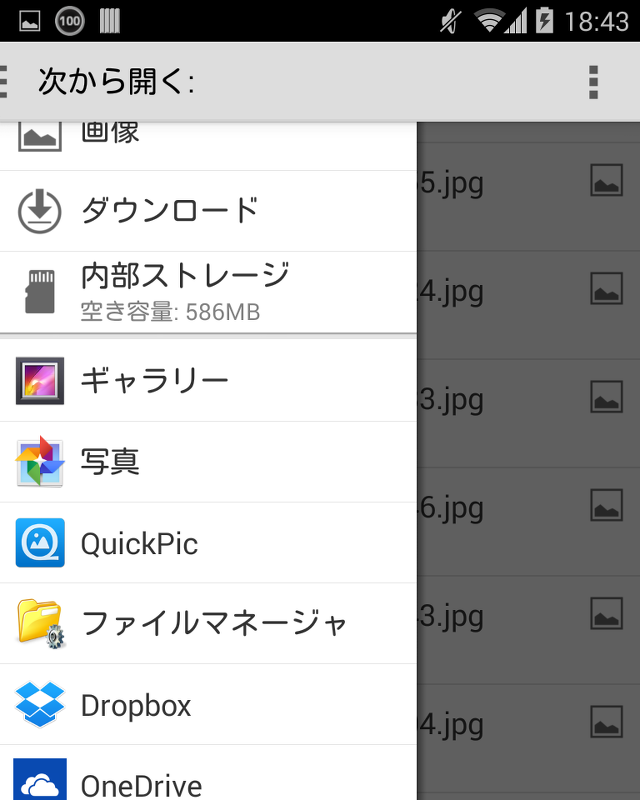 100
18:43
次から開く:
画像
ダウンロード
内部ストレージ
空き容量: 586MB
ギャラリー
写真
QuickPic
ファイルマネージャ
Dropbox
OneDrive
5.jpg
4.jpg
3.jpg
6.jpg
3.jpg
4.jpg